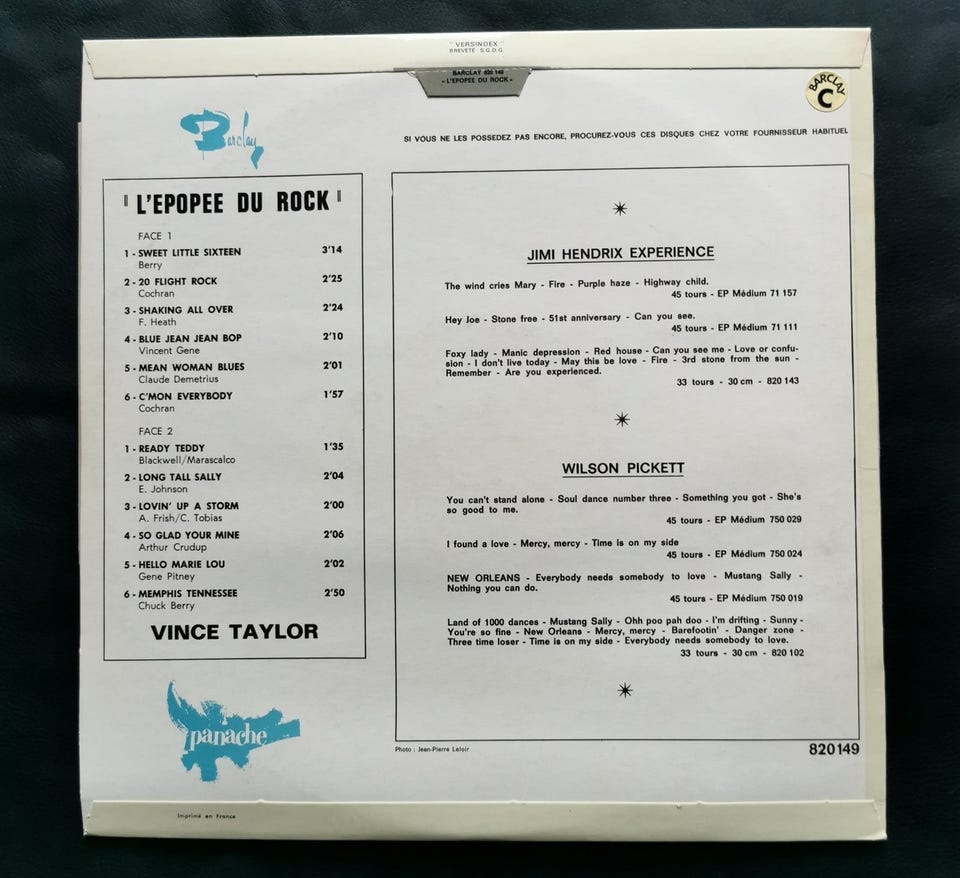 "VERSINDEX"
BREVETÉ S.G.D.G.
BARCLAY 820 149
« L'EPOPEE DU ROCK »
BARCLAY
C
Barclay
SI VOUS NE LES POSSEDEZ PAS ENCORE, PROCUREZ-VOUS CES DISQUES CHEZ VOTRE FOURNISSEUR HABITUEL
" L'EPOPEE DU ROCK "
FACE 1
1 - SWEET LITTLE SIXTEEN 3'14
Berry
2 - 20 FLIGHT ROCK 2'25
Cochran
3 - SHAKING ALL OVER 2'24
F. Heath
4 - BLUE JEAN JEAN BOP 2'10
Vincent Gene
5 - MEAN WOMAN BLUES 2'01
Claude Demetrius
6 - C'MON EVERYBODY 1'57
Cochran
FACE 2
1 - READY TEDDY 1'35
Blackwell/Marascalco
2 - LONG TALL SALLY 2'04
E. Johnson
3 - LOVIN' UP A STORM 2'00
A. Frish/C. Tobias
4 - SO GLAD YOUR MINE 2'06
Arthur Crudup
5 - HELLO MARIE LOU 2'02
Gene Pitney
6 - MEMPHIS TENNESSEE 2'50
Chuck Berry
VINCE TAYLOR
panache
JIMI HENDRIX EXPERIENCE
The wind cries Mary - Fire - Purple haze - Highway child.
45 tours - EP Médium 71 157
Hey Joe - Stone free - 51st anniversary - Can you see.
45 tours - EP Médium 71 111
Foxy lady - Manic depression - Red house - Can you see me - Love or confu-
sion - I don't live today - May this be love - Fire - 3rd stone from the sun -
Remember - Are you experienced.
33 tours - 30 cm - 820 143
WILSON PICKETT
You can't stand alone - Soul dance number three - Something you got - She's
so good to me.
45 tours - EP Médium 750 029
I found a love - Mercy, mercy - Time is on my side
45 tours - EP Médium 750 024
NEW ORLEANS - Everybody needs somebody to love - Mustang Sally -
Nothing you can do.
45 tours - EP Médium 750 019
Land of 1000 dances - Mustang Sally - Ohh poo pah doo - I'm drifting - Sunny -
You're so fine - New Orleans - Mercy, mercy - Barefootin' - Danger zone -
Three time loser - Time is on my side - Everybody needs somebody to love.
33 tours - 30 cm - 820 102
Photo : Jean-Pierre Leloir
820149
Imprimé en France